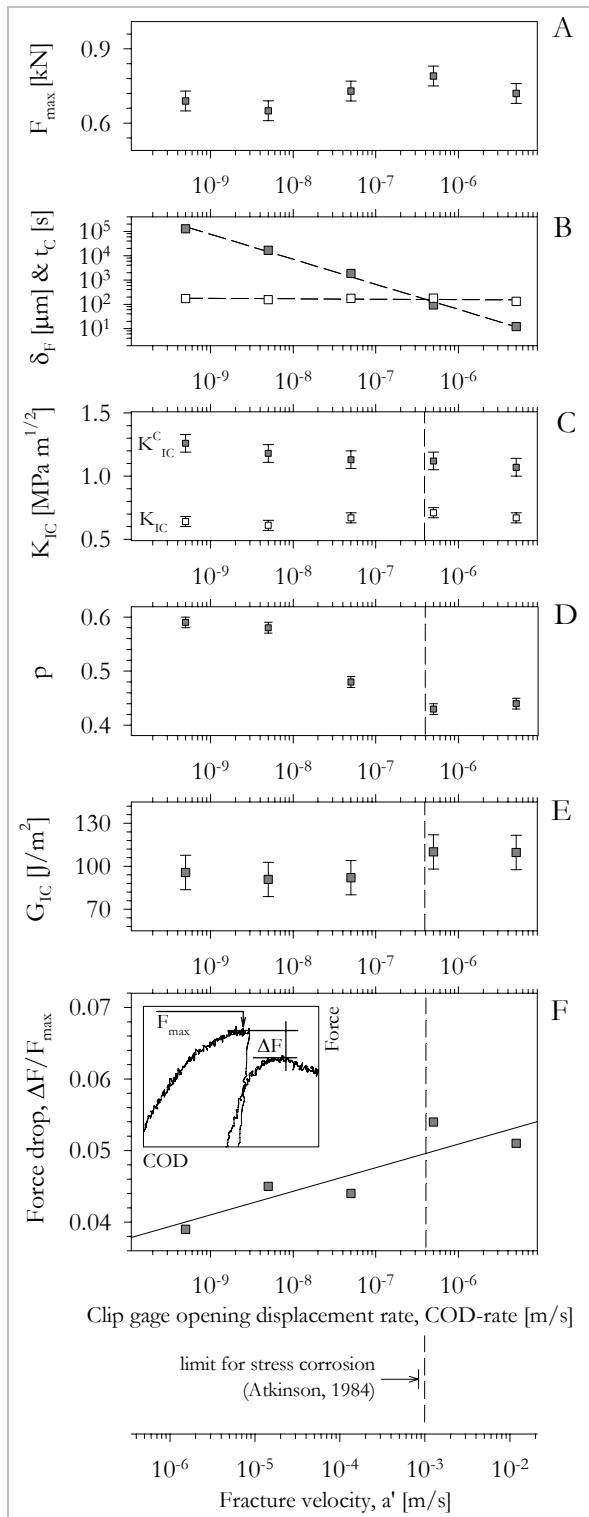 A
F_max [kN]
0.9
0.6
10^-9 10^-8 10^-7 10^-6
B
δ_F [μm] & t_C [s]
10^5
10^4
10^3
10^2
10^1
10^-9 10^-8 10^-7 10^-6
C
K_IC [MPa m^1/2]
1.5
1.0
0.5
K^C_IC
K_IC
10^-9 10^-8 10^-7 10^-6
D
p
0.6
0.5
0.4
10^-9 10^-8 10^-7 10^-6
E
G_IC [J/m^2]
130
100
70
10^-9 10^-8 10^-7 10^-6
F
Force drop, ΔF/F_max
0.07
0.06
0.05
0.04
F_max
ΔF
Force
COD
10^-9 10^-8 10^-7 10^-6
Clip gage opening displacement rate, COD-rate [m/s]
limit for stress corrosion
(Atkinson, 1984)
10^-6 10^-5 10^-4 10^-3 10^-2
Fracture velocity, a' [m/s]